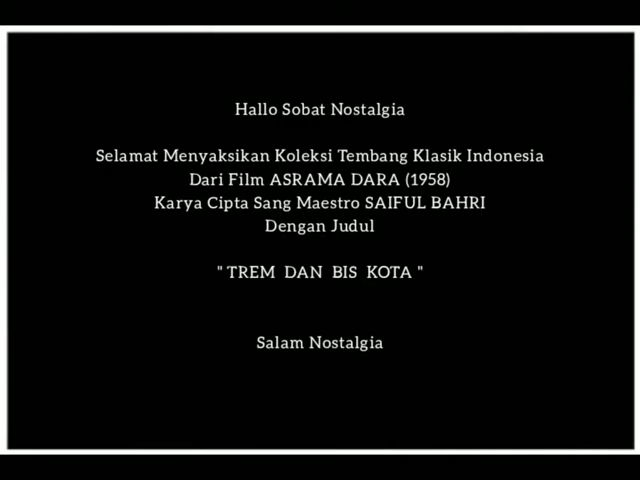 Hallo Sobat Nostalgia
Selamat Menyaksikan Koleksi Tembang Klasik Indonesia
Dari Film ASRAMA DARA (1958)
Karya Cipta Sang Maestro SAIFUL BAHRI
Dengan Judul
" TREM DAN BIS KOTA "
Salam Nostalgia